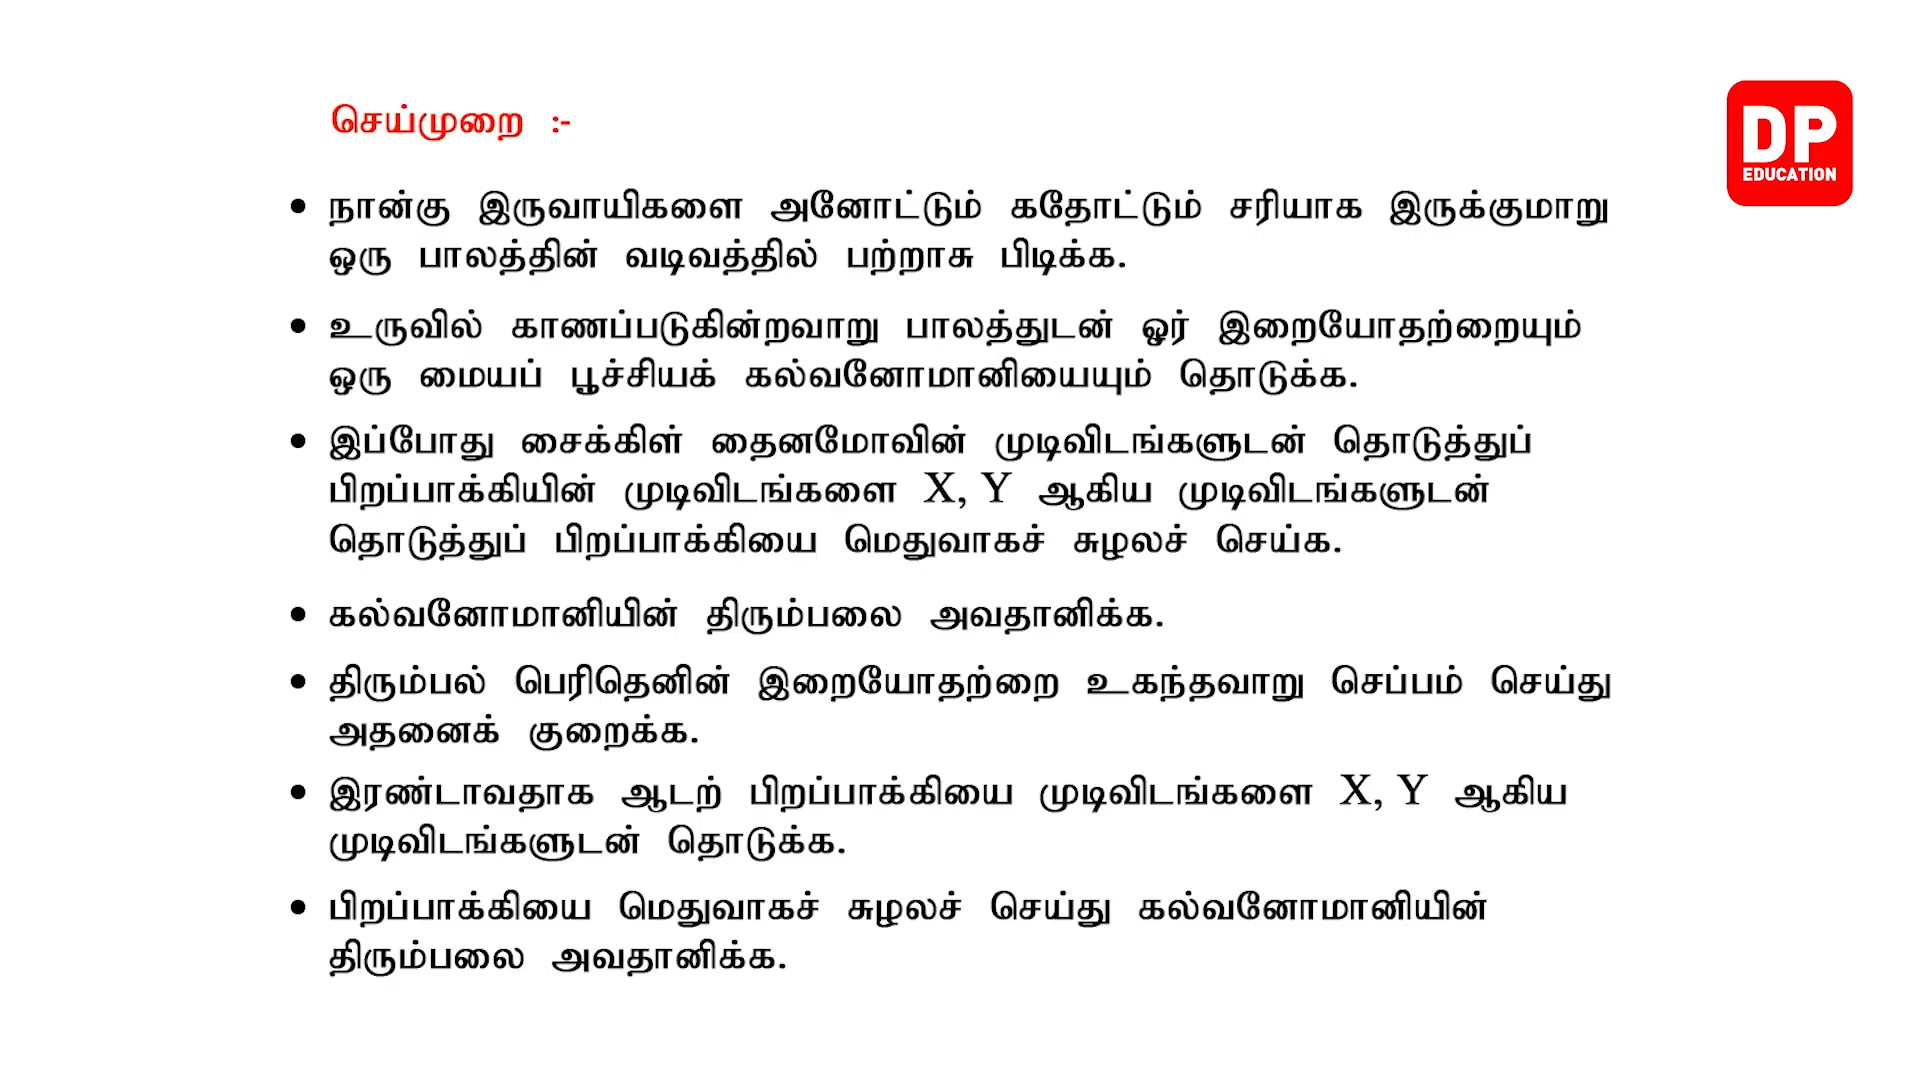 செய்முறை :-
DP
EDUCATION
• நான்கு இருவாயிகளை அனோட்டும் கதோட்டும் சரியாக இருக்குமாறு
ஒரு பாலத்தின் வடிவத்தில் பற்றாசு பிடிக்க.
• உருவில் காணப்படுகின்றவாறு பாலத்துடன் ஓர் இறையோதற்றையும்
ஒரு மையப் பூச்சியக் கல்வனோமானியையும் தொடுக்க.
• இப்போது சைக்கிள் தைனமோவின் முடிவிடங்களுடன் தொடுத்துப்
பிறப்பாக்கியின் முடிவிடங்களை X, Y ஆகிய முடிவிடங்களுடன்
தொடுத்துப் பிறப்பாக்கியை மெதுவாகச் சுழலச் செய்க.
• கல்வனோமானியின் திரும்பலை அவதானிக்க.
• திரும்பல் பெரிதெனின் இறையோதற்றை உகந்தவாறு செப்பம் செய்து
அதனைக் குறைக்க.
• இரண்டாவதாக ஆடற் பிறப்பாக்கியை முடிவிடங்களை X, Y ஆகிய
முடிவிடங்களுடன் தொடுக்க.
• பிறப்பாக்கியை மெதுவாகச் சுழலச் செய்து கல்வனோமானியின்
திரும்பலை அவதானிக்க.